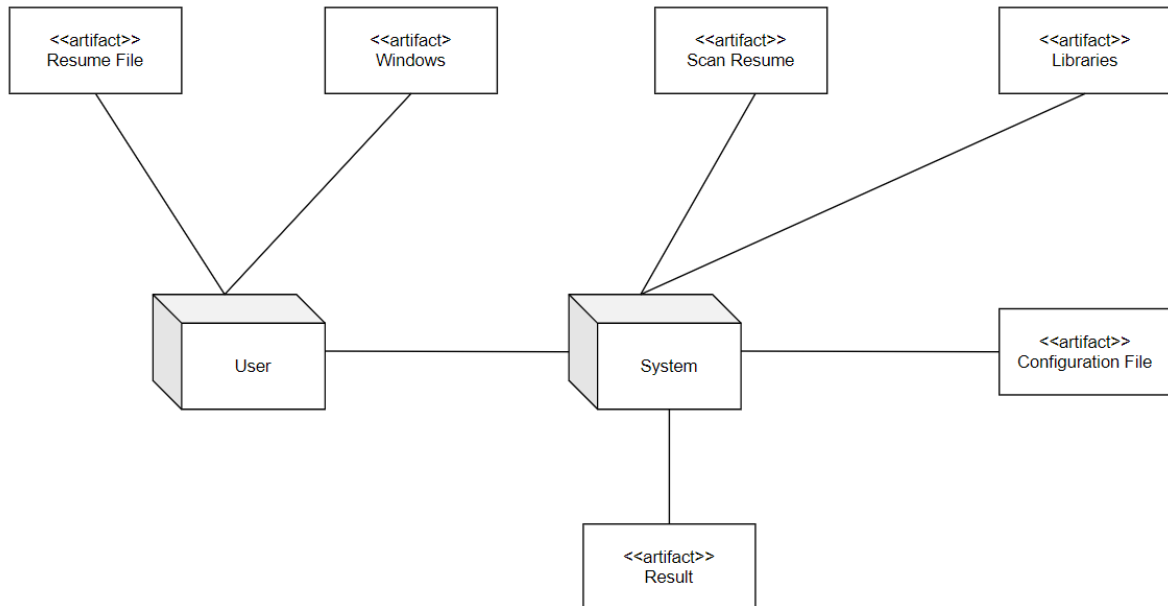 <<artifact>>
Resume File
<<artifact>
Windows
<<artifact>>
Scan Resume
<<artifact>>
Libraries
User
System
<<artifact>>
Configuration File
<<artifact>>
Result